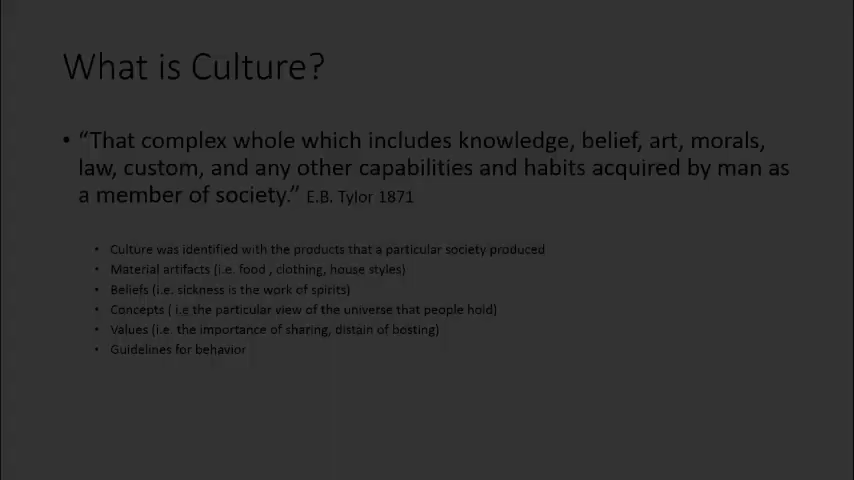 What is Culture?
• “That complex whole which includes knowledge, belief, art, morals,
law, custom, and any other capabilities and habits acquired by man as
a member of society.” E.B. Tylor 1871
• Culture was identified with the products that a particular society produced
• Material artifacts (i.e. food , clothing, house styles)
• Beliefs (i.e. sickness is the work of spirits)
• Concepts ( i.e the particular view of the universe that people hold)
• Values (i.e. the importance of sharing, distain of bosting)
• Guidelines for behavior